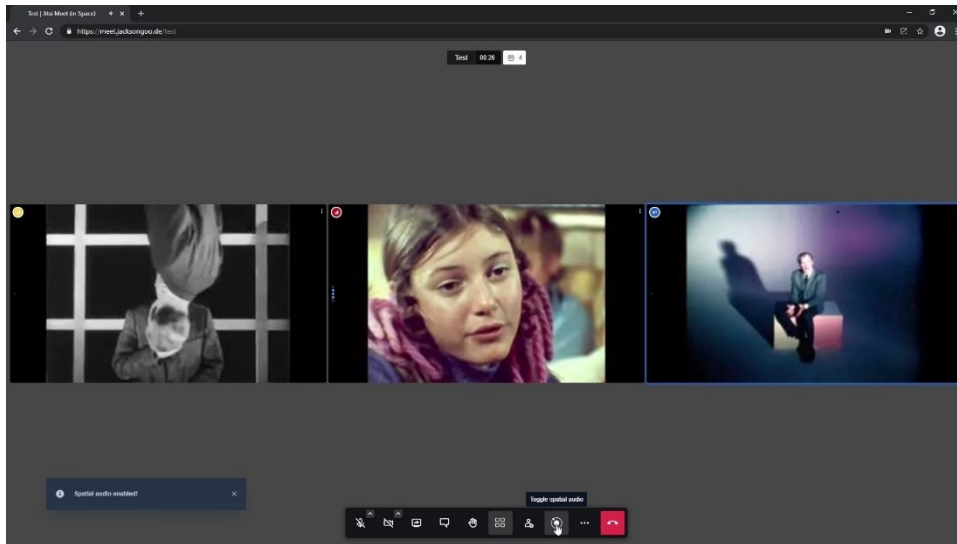 Test | Jitsi Meet (in Space)
https://meet.jacksongoo.de/test
Test 00:26 4
Spatial audio enabled!
Toggle spatial audio